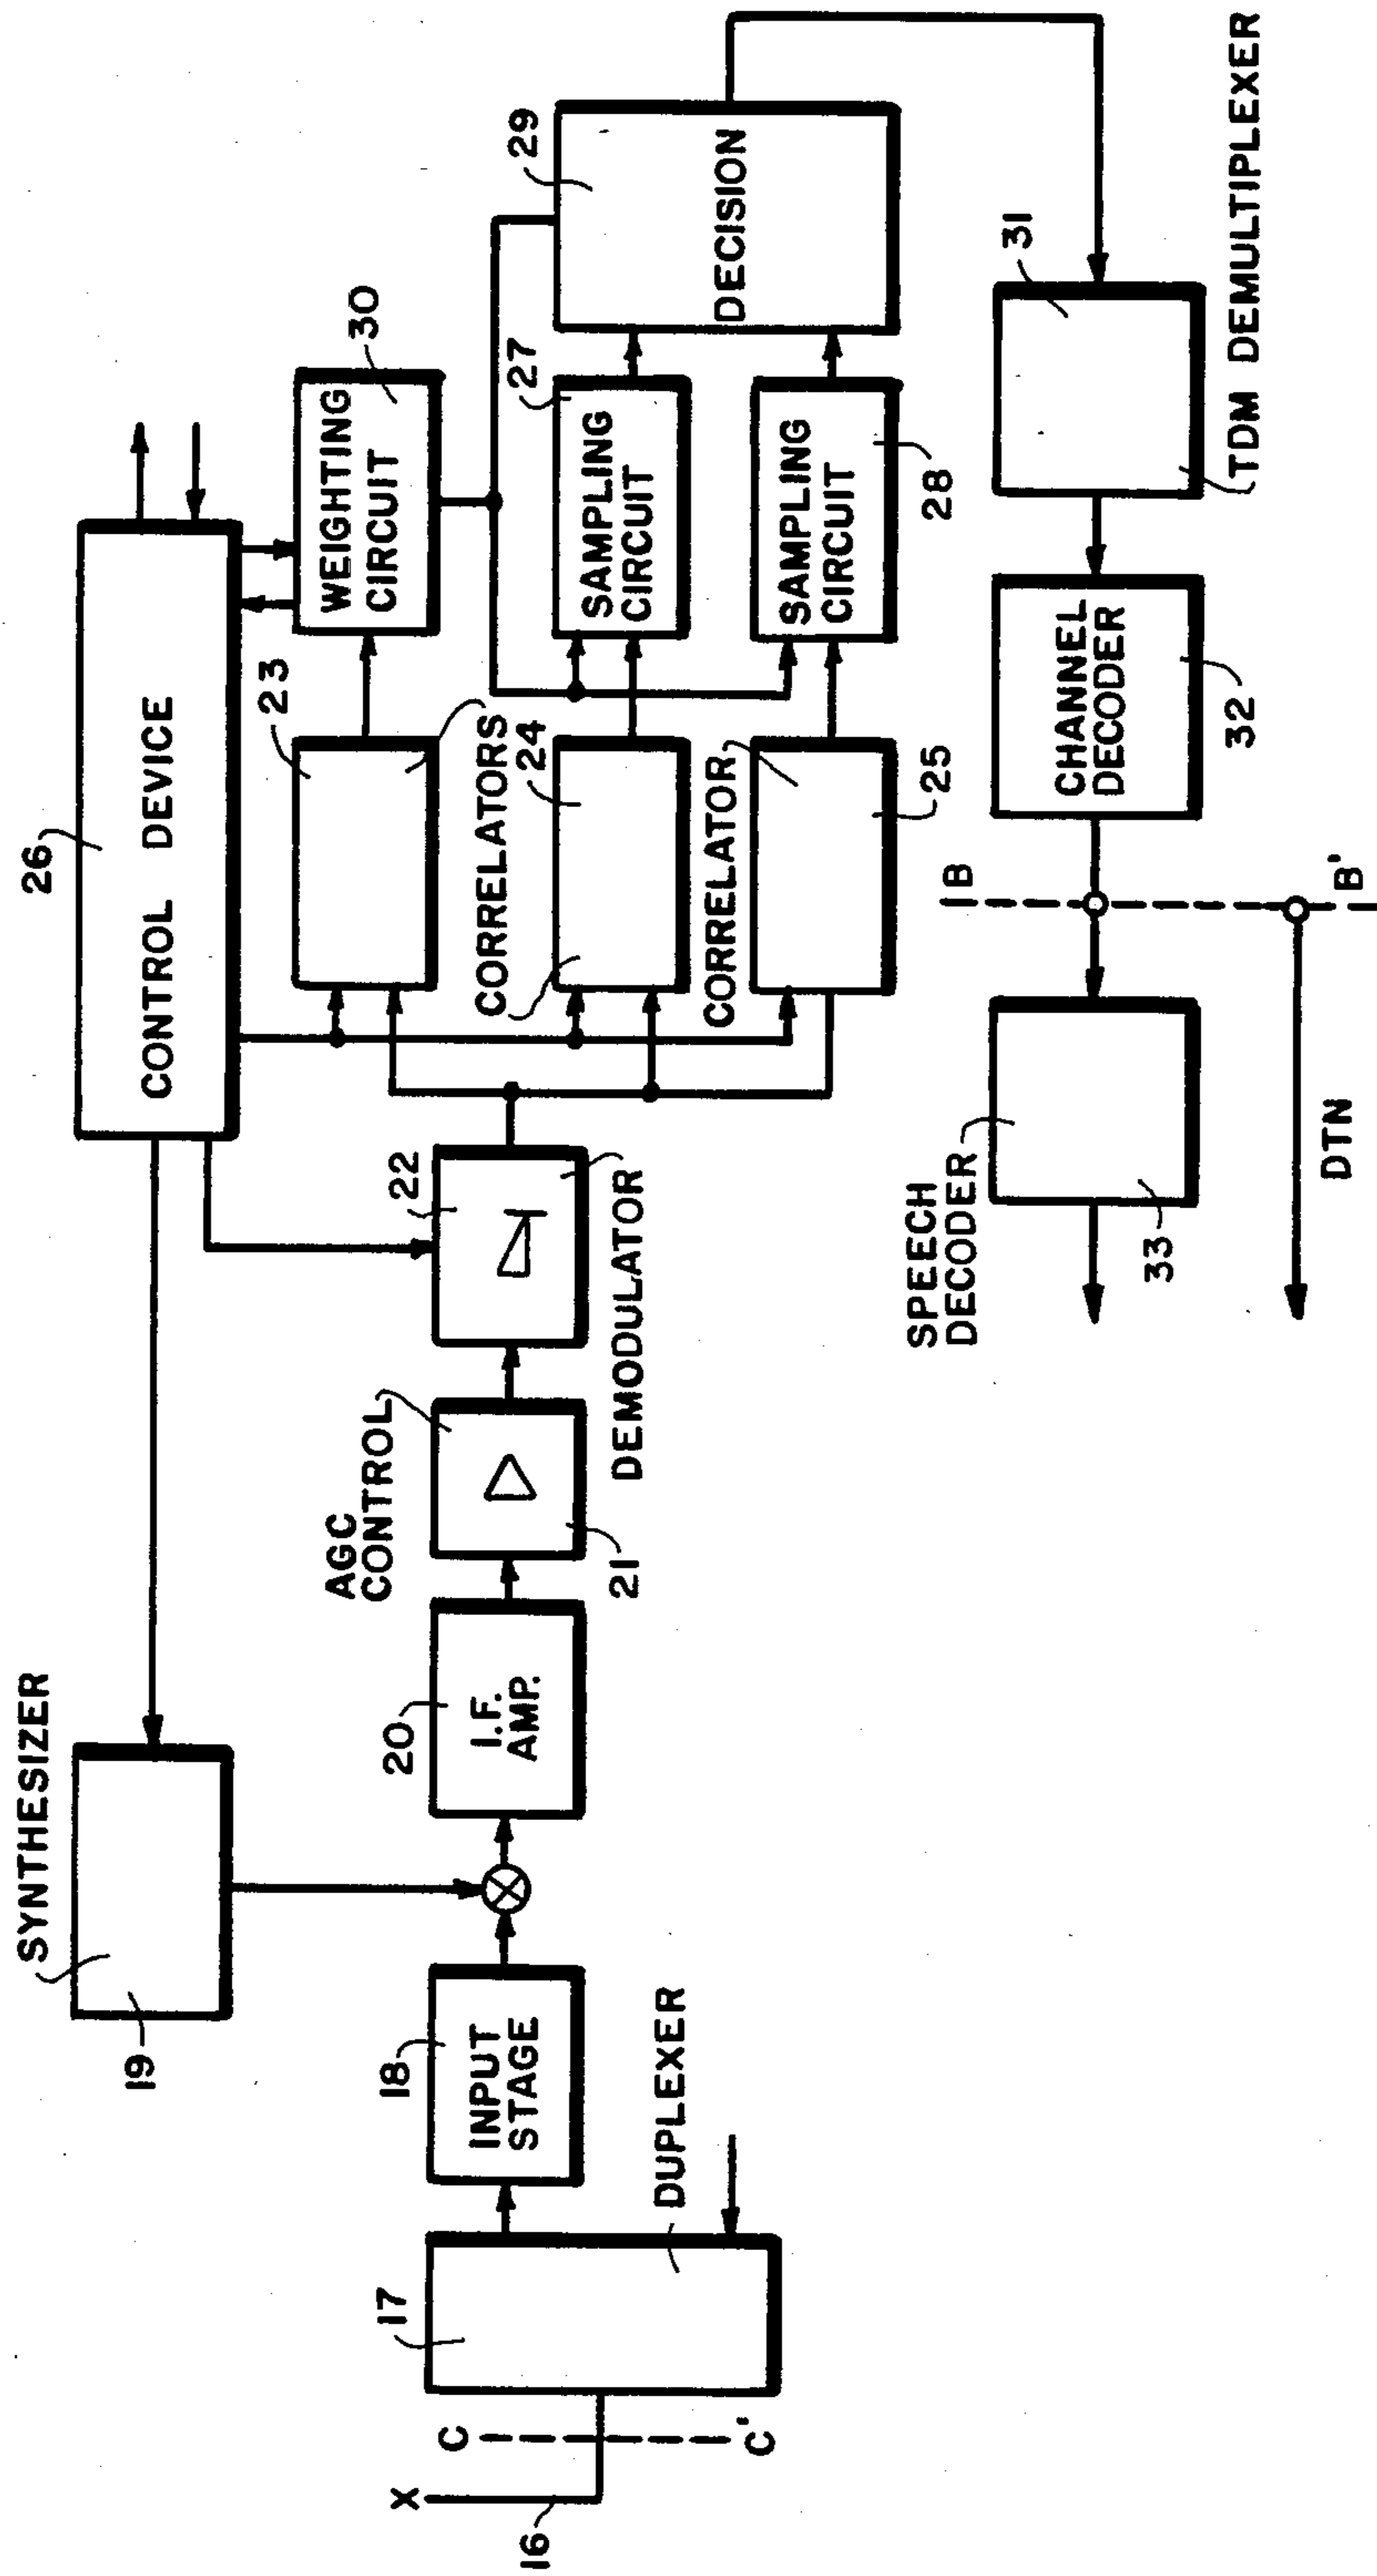 SYNTHESIZER
19
26
CONTROL DEVICE
X
16
C
C'
17
DUPLEXER
18
INPUT
STAGE
20
I.F.
AMP.
AGC
CONTROL
21
22
DEMODULATOR
23
CORRELATORS
24
CORRELATOR
25
30
WEIGHTING
CIRCUIT
27
SAMPLING
CIRCUIT
SAMPLING
CIRCUIT
28
29
DECISION
31
TDM DEMULTIPLEXER
CHANNEL
DECODER
32
B
B'
SPEECH
DECODER
33
DTN